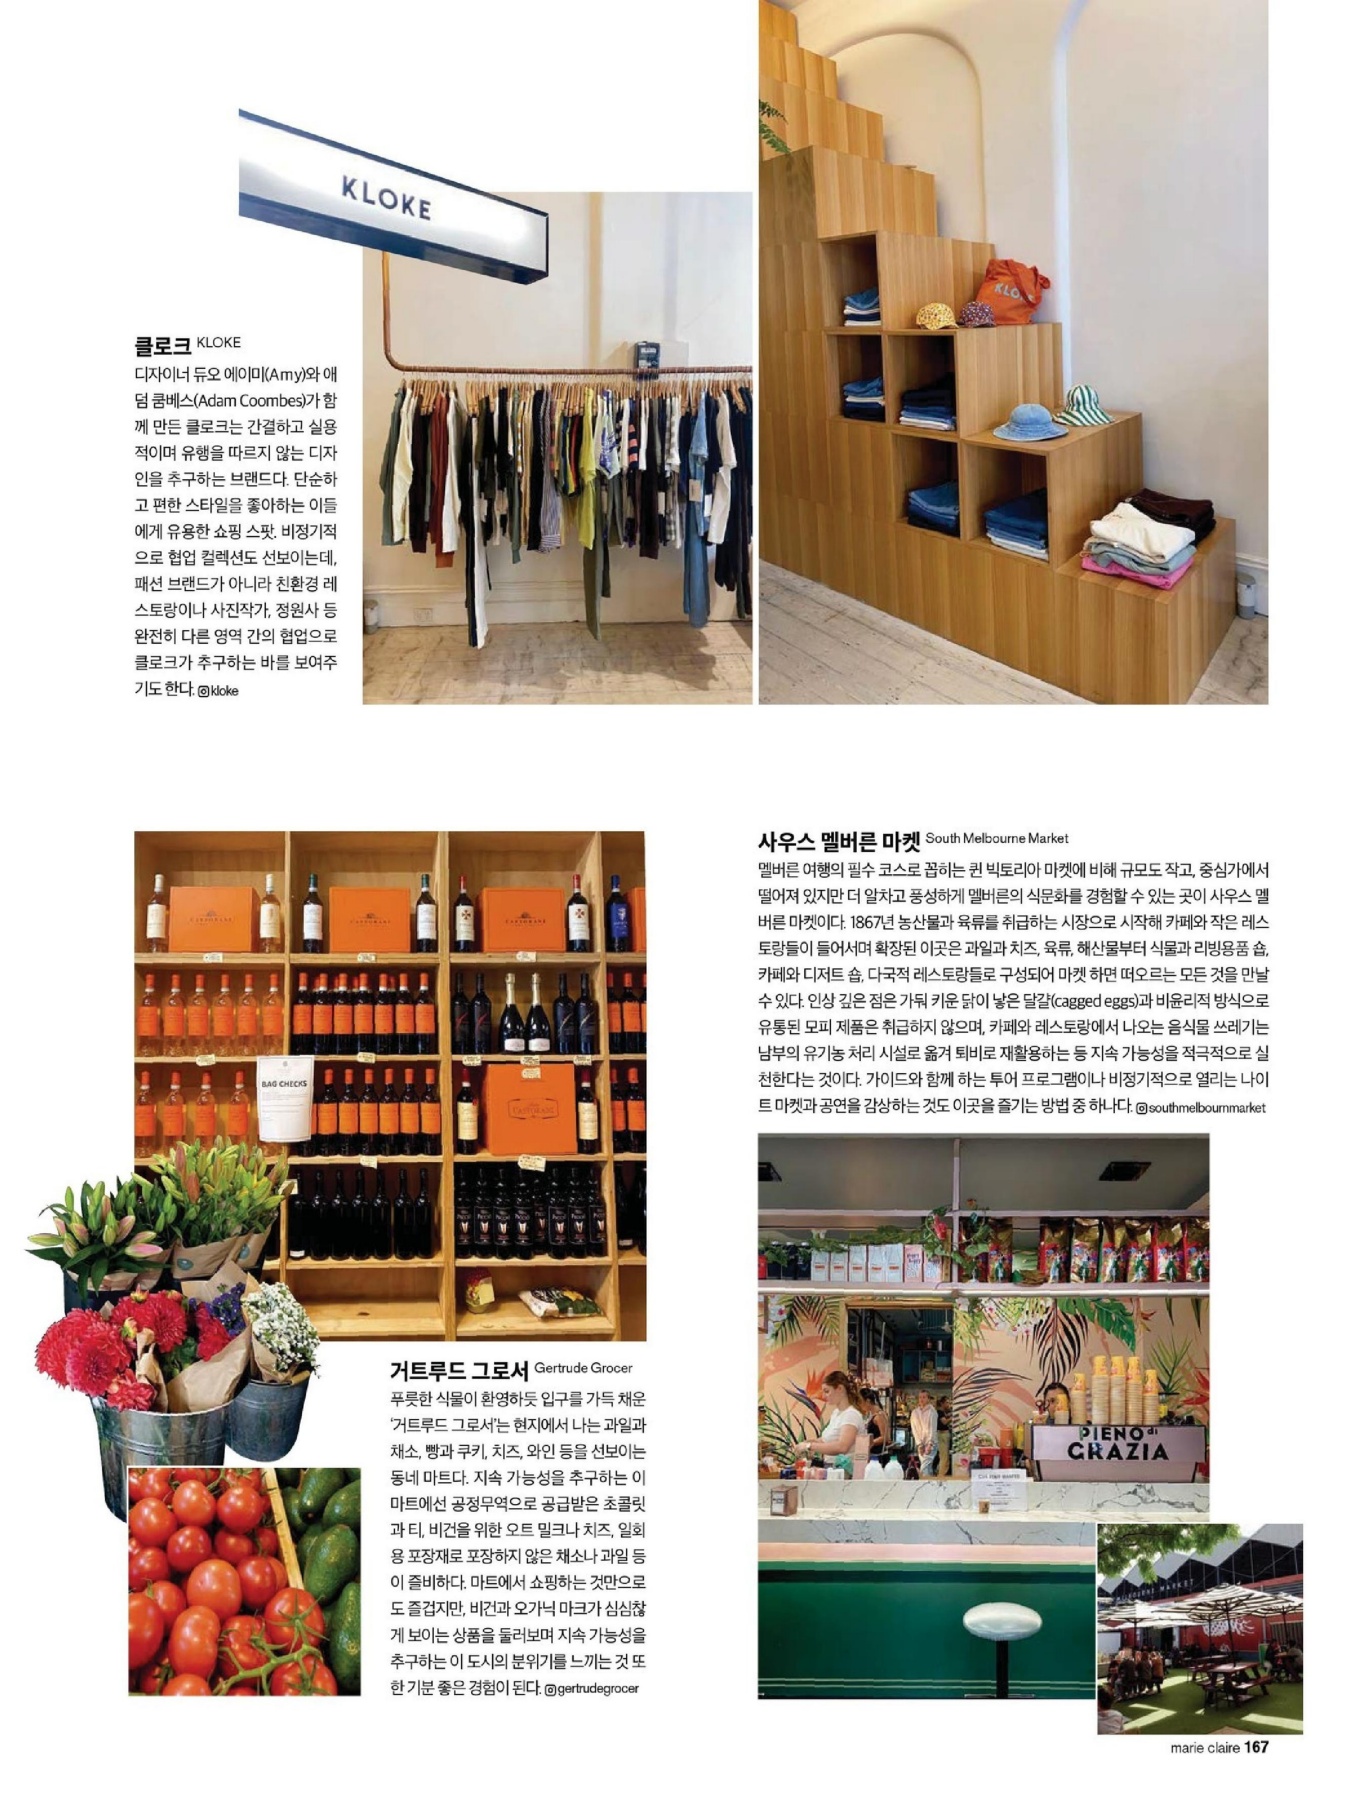 KLOKE
KLOKE
클로크 KLOKE
디자이너 듀오 에이미(Amy)와 애
덤 쿰베스(Adam Coombes)가 함
께 만든 클로크는 간결하고 실용
적이며 유행을 따르지 않는 디자
인을 추구하는 브랜드다. 단순하
고 편한 스타일을 좋아하는 이들
에게 유용한 쇼핑 스팟. 비정기적
으로 협업 컬렉션도 선보이는데,
패션 브랜드가 아니라 친환경 레
스토랑이나 사진작가, 정원사 등
완전히 다른 영역 간의 협업으로
클로크가 추구하는 바를 보여주
기도 한다. kloke
사우스 멜버른 마켓 South Melbourne Market
멜버른 여행의 필수 코스로 꼽히는 퀸 빅토리아 마켓에 비해 규모도 작고, 중심가에서
떨어져 있지만 더 알차고 풍성하게 멜버른의 식문화를 경험할 수 있는 곳이 사우스 멜
버른 마켓이다. 1867년 농산물과 육류를 취급하는 시장으로 시작해 카페와 작은 레스
토랑들이 들어서며 확장된 이곳은 과일과 치즈, 육류, 해산물부터 식물과 리빙용품 숍,
카페와 디저트 숍, 다국적 레스토랑들로 구성되어 마켓 하면 떠오르는 모든 것을 만날
수 있다. 인상 깊은 점은 가둬 키운 닭이 낳은 달걀(cagged eggs)과 비윤리적 방식으로
유통된 모피 제품은 취급하지 않으며, 카페와 레스토랑에서 나오는 음식물 쓰레기는
남부의 유기농 처리 시설로 옮겨 퇴비로 재활용하는 등 지속 가능성을 적극적으로 실
천한다는 것이다. 가이드와 함께 하는 투어 프로그램이나 비정기적으로 열리는 나이
트 마켓과 공연을 감상하는 것도 이곳을 즐기는 방법 중 하나다. southmelbournmarket
BAG CHECKS
거트루드 그로서 Gertrude Grocer
푸릇한 식물이 환영하듯 입구를 가득 채운
'거트루드 그로서'는 현지에서 나는 과일과
채소, 빵과 쿠키, 치즈, 와인 등을 선보이는
동네 마트다. 지속 가능성을 추구하는 이
마트에선 공정무역으로 공급받은 초콜릿
과 티, 비건을 위한 오트 밀크나 치즈, 일회
용 포장재로 포장하지 않은 채소나 과일 등
이 즐비하다. 마트에서 쇼핑하는 것만으로
도 즐겁지만, 비건과 오가닉 마크가 심심찮
게 보이는 상품을 둘러보며 지속 가능성을
추구하는 이 도시의 분위기를 느끼는 것 또
한 기분 좋은 경험이 된다. gertrudegrocer
PIENO di
GRAZIA
marie claire 167